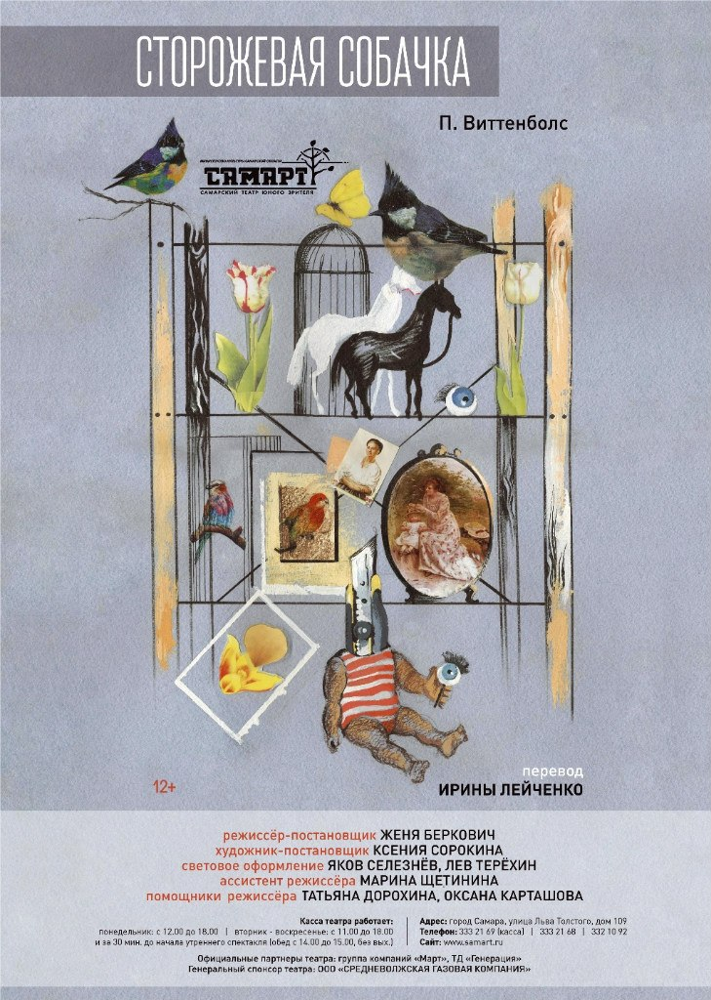 СТОРОЖЕВАЯ СОБАЧКА
П. Виттенболс
МИНИСТЕРСТВО КУЛЬТУРЫ САМАРСКОЙ ОБЛАСТИ
САМАРТ
САМАРСКИЙ ТЕАТР ЮНОГО ЗРИТЕЛЯ
12+
перевод
ИРИНЫ ЛЕЙЧЕНКО
режиссёр-постановщик ЖЕНЯ БЕРКОВИЧ
художник-постановщик КСЕНИЯ СОРОКИНА
световое оформление ЯКОВ СЕЛЕЗНЁВ, ЛЕВ ТЕРЁХИН
ассистент режиссёра МАРИНА ЩЕТИНИНА
помощники режиссёра ТАТЬЯНА ДОРОХИНА, ОКСАНА КАРТАШОВА
Касса театра работает:
понедельник: с 12.00 до 18.00 | вторник - воскресенье: с 11.00 до 18.00
и за 30 мин. до начала утреннего спектакля (обед с 14.00 до 15.00, без вых.)
Адрес: город Самара, улица Льва Толстого, дом 109
Телефон: 333 21 69 (касса) | 333 21 68 | 332 10 92
Сайт: www.samart.ru
Официальные партнеры театра: группа компаний «Март», ТД «Генерация»
Генеральный спонсор театра: ООО «СРЕДНЕВОЛЖСКАЯ ГАЗОВАЯ КОМПАНИЯ»